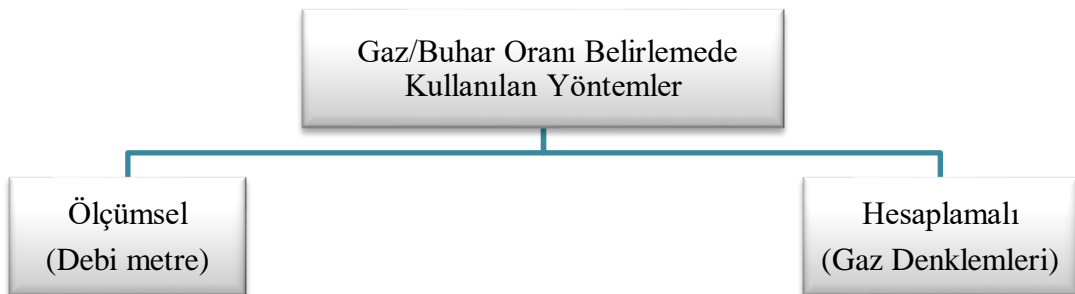 Gaz/Buhar Oranı Belirlemede
Kullanılan Yöntemler
Ölçümsel
(Debi metre)
Hesaplamalı
(Gaz Denklemleri)